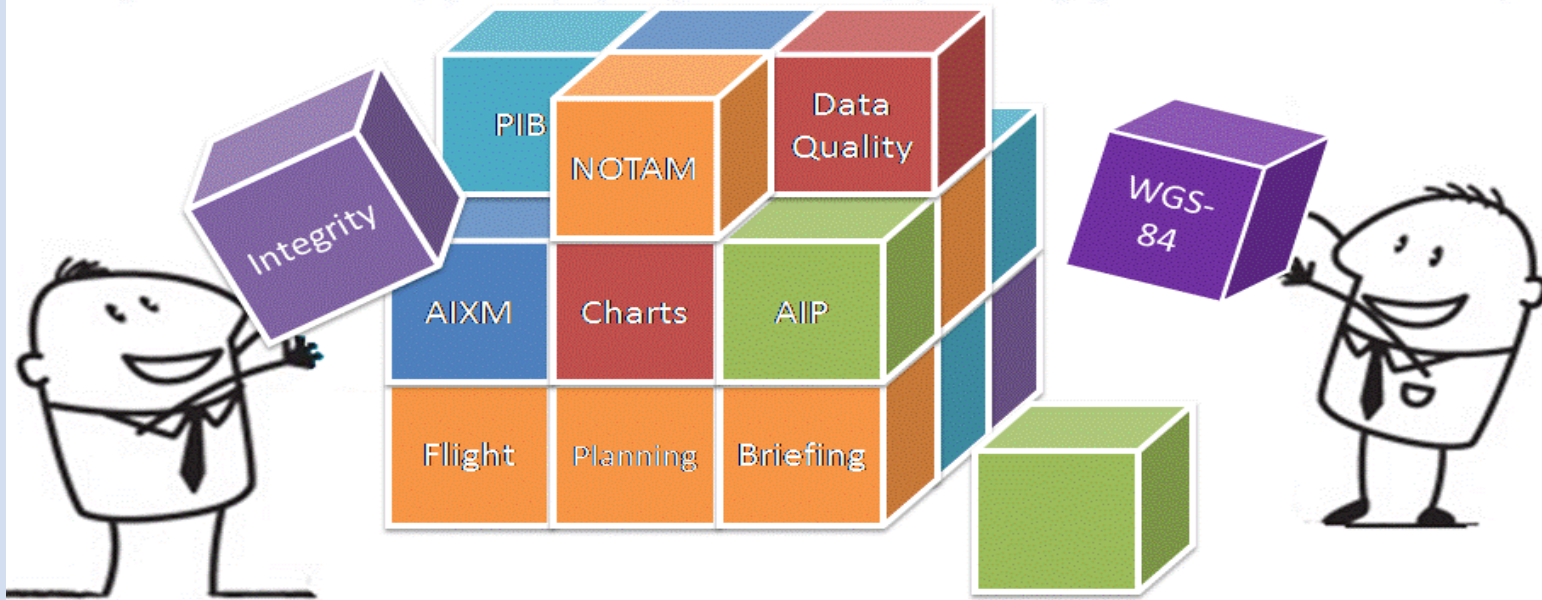 PIB
NOTAM
Data
Quality
Integrity
WGS-
84
AIXM
Charts
AIP
Flight
Planning
Briefing